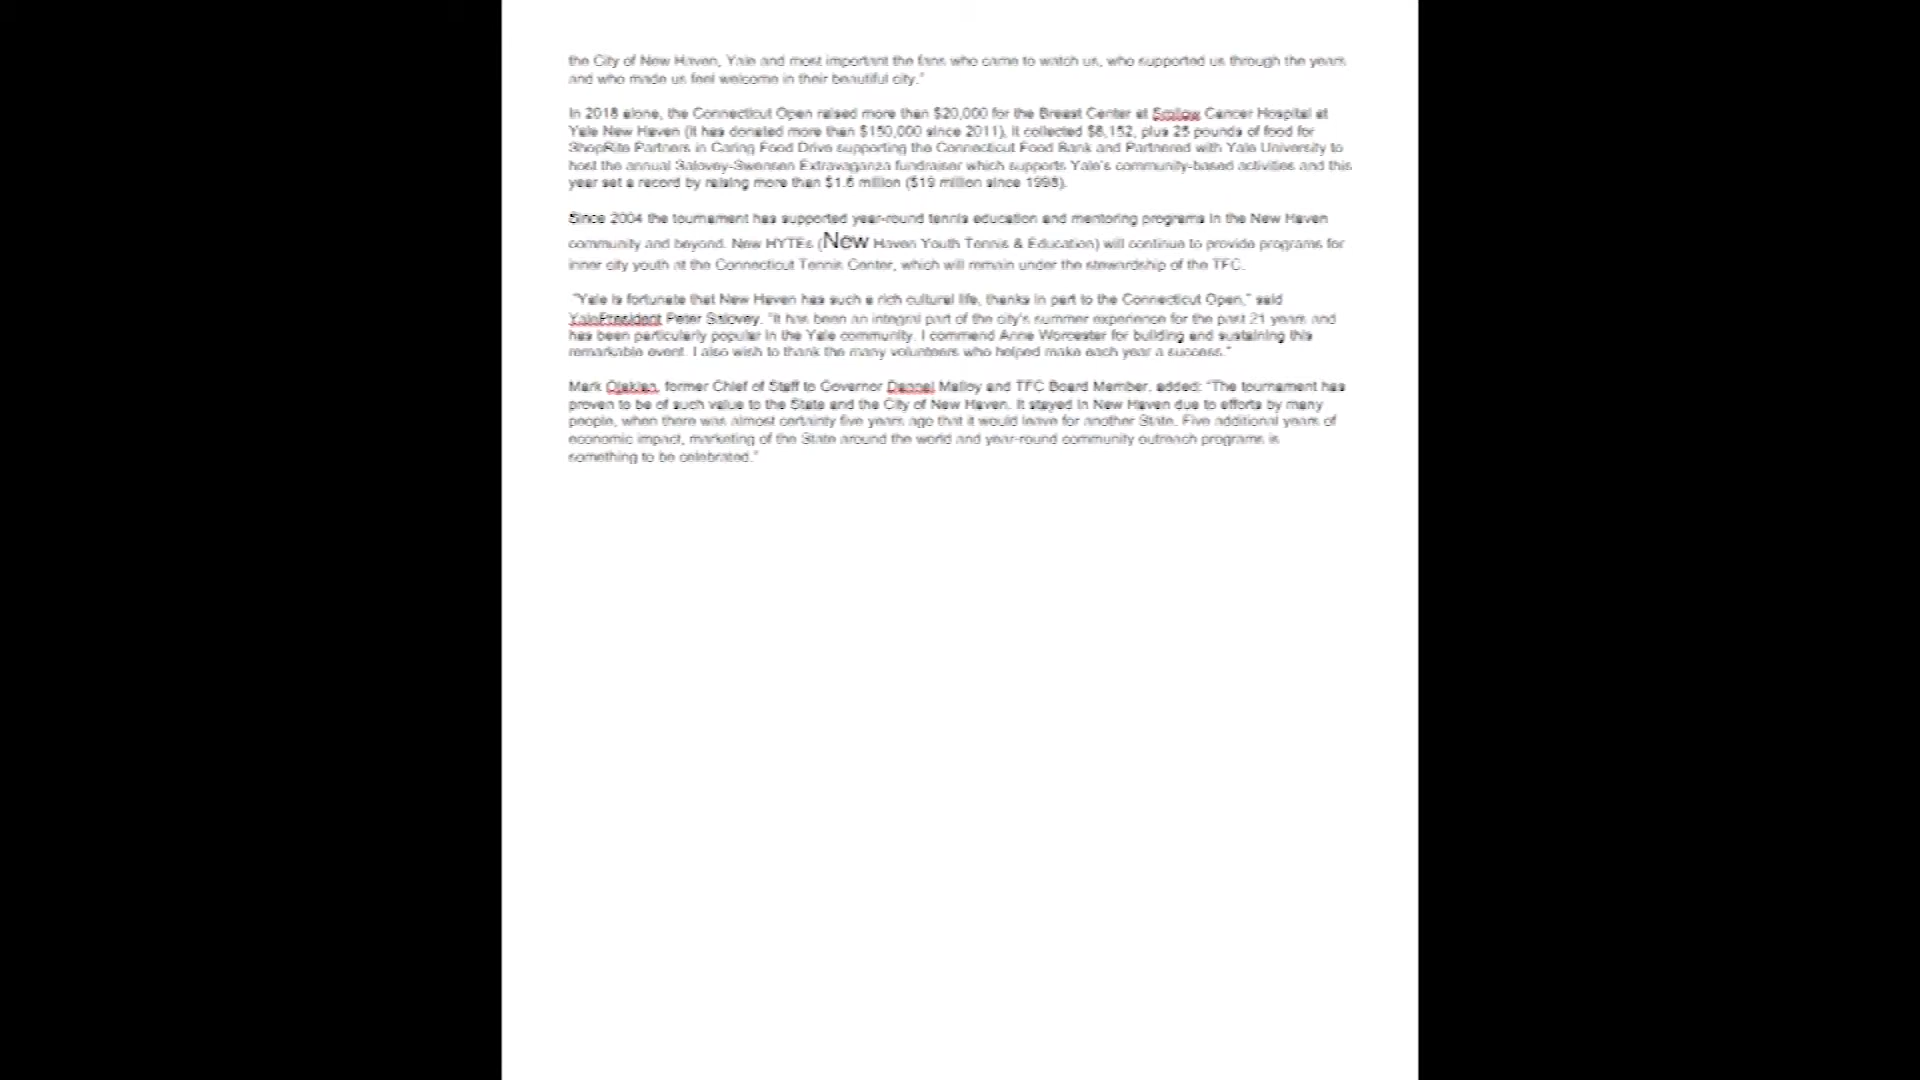 the City of New Haven, Yale and most important the fans who came to watch us, who supported us through the years
and who made us feel welcome in their beautiful city."
In 2018 alone, the Connecticut Open raised more than $20,000 for the Breast Center at Smilow Cancer Hospital at
Yale New Haven (it has donated more than $150,000 since 2011), it collected $8,152, plus 25 pounds of food for
ShopRite Partners in Caring Food Drive supporting the Connecticut Food Bank and Partnered with Yale University to
host the annual Salovey-Swensen Extravaganza fundraiser which supports Yale's community-based activities and this
year set a record by raising more than $1.6 million ($19 million since 1998).
Since 2004 the tournament has supported year-round tennis education and mentoring programs in the New Haven
community and beyond. New HYTEs (New Haven Youth Tennis & Education) will continue to provide programs for
inner city youth at the Connecticut Tennis Center, which will remain under the stewardship of the TFC.
"Yale is fortunate that New Haven has such a rich cultural life, thanks in part to the Connecticut Open," said
YalePresident Peter Salovey. "It has been an integral part of the city's summer experience for the past 21 years and
has been particularly popular in the Yale community. I commend Anne Worcester for building and sustaining this
remarkable event. I also wish to thank the many volunteers who helped make each year a success."
Mark Ojakian, former Chief of Staff to Governor Dannel Malloy and TFC Board Member, added: "The tournament has
proven to be of such value to the State and the City of New Haven. It stayed in New Haven due to efforts by many
people, when there was almost certainty five years ago that it would leave for another State. Five additional years of
economic impact, marketing of the State around the world and year-round community outreach programs is
something to be celebrated."